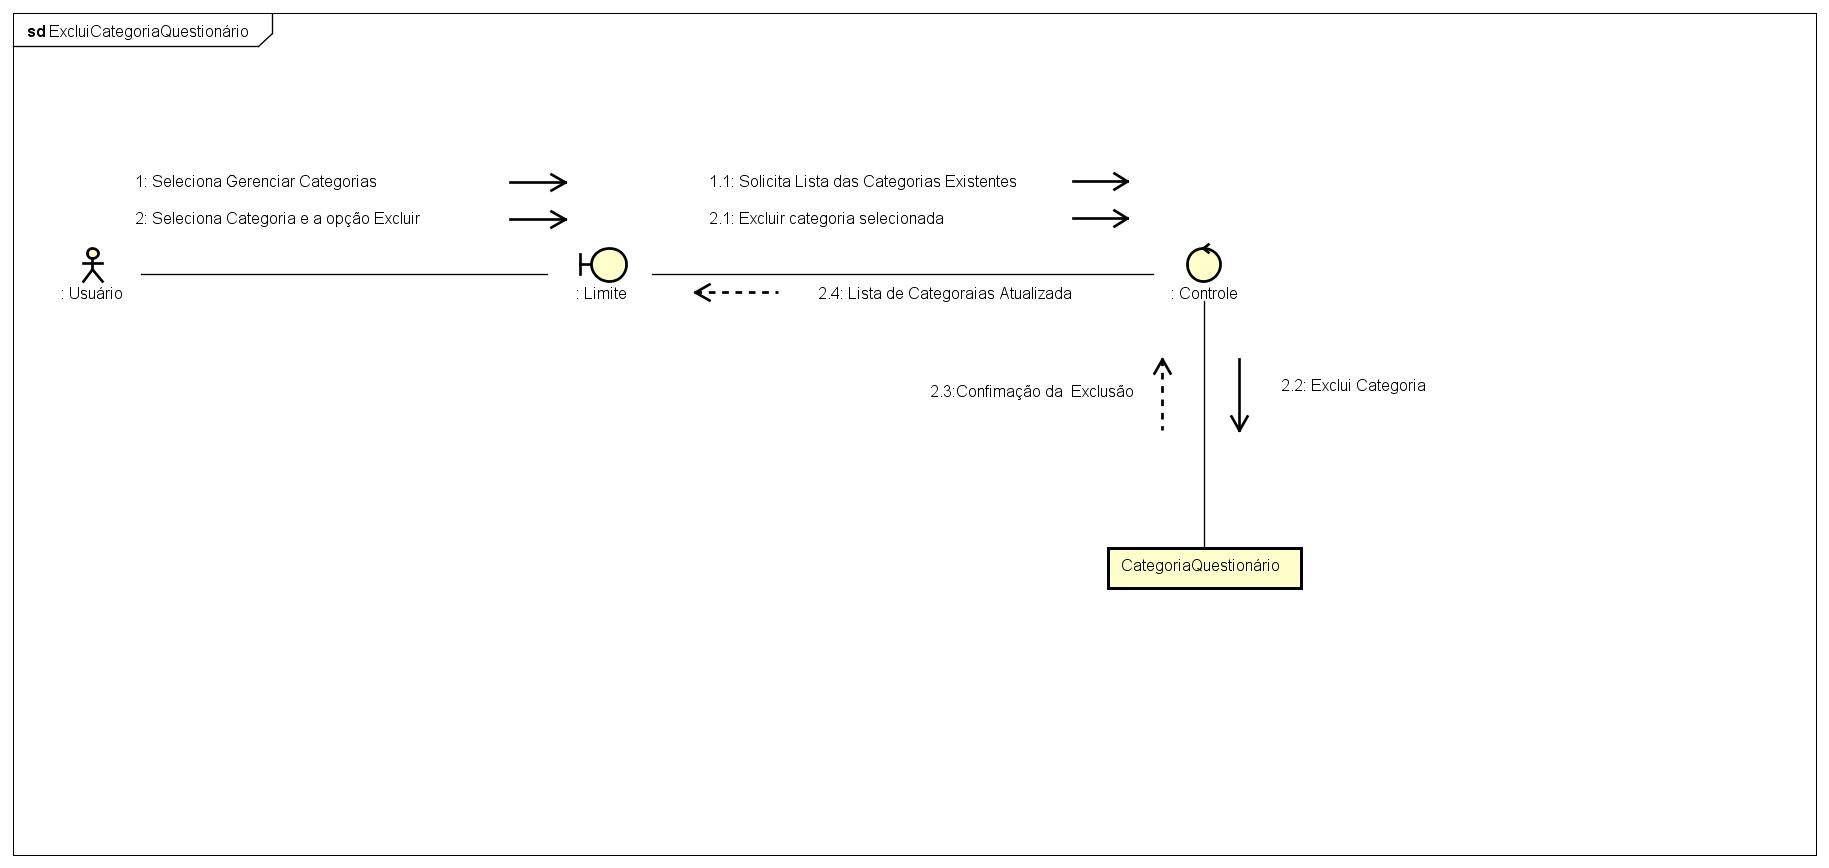 sd ExcluiCategoriaQuestionário
1: Seleciona Gerenciar Categorias
1.1: Solicita Lista das Categorias Existentes
2: Seleciona Categoria e a opção Excluir
2.1: Excluir categoria selecionada
: Usuário
: Limite
2.4: Lista de Categoraias Atualizada
: Controle
2.3:Confimação da Exclusão
2.2: Exclui Categoria
CategoriaQuestionário